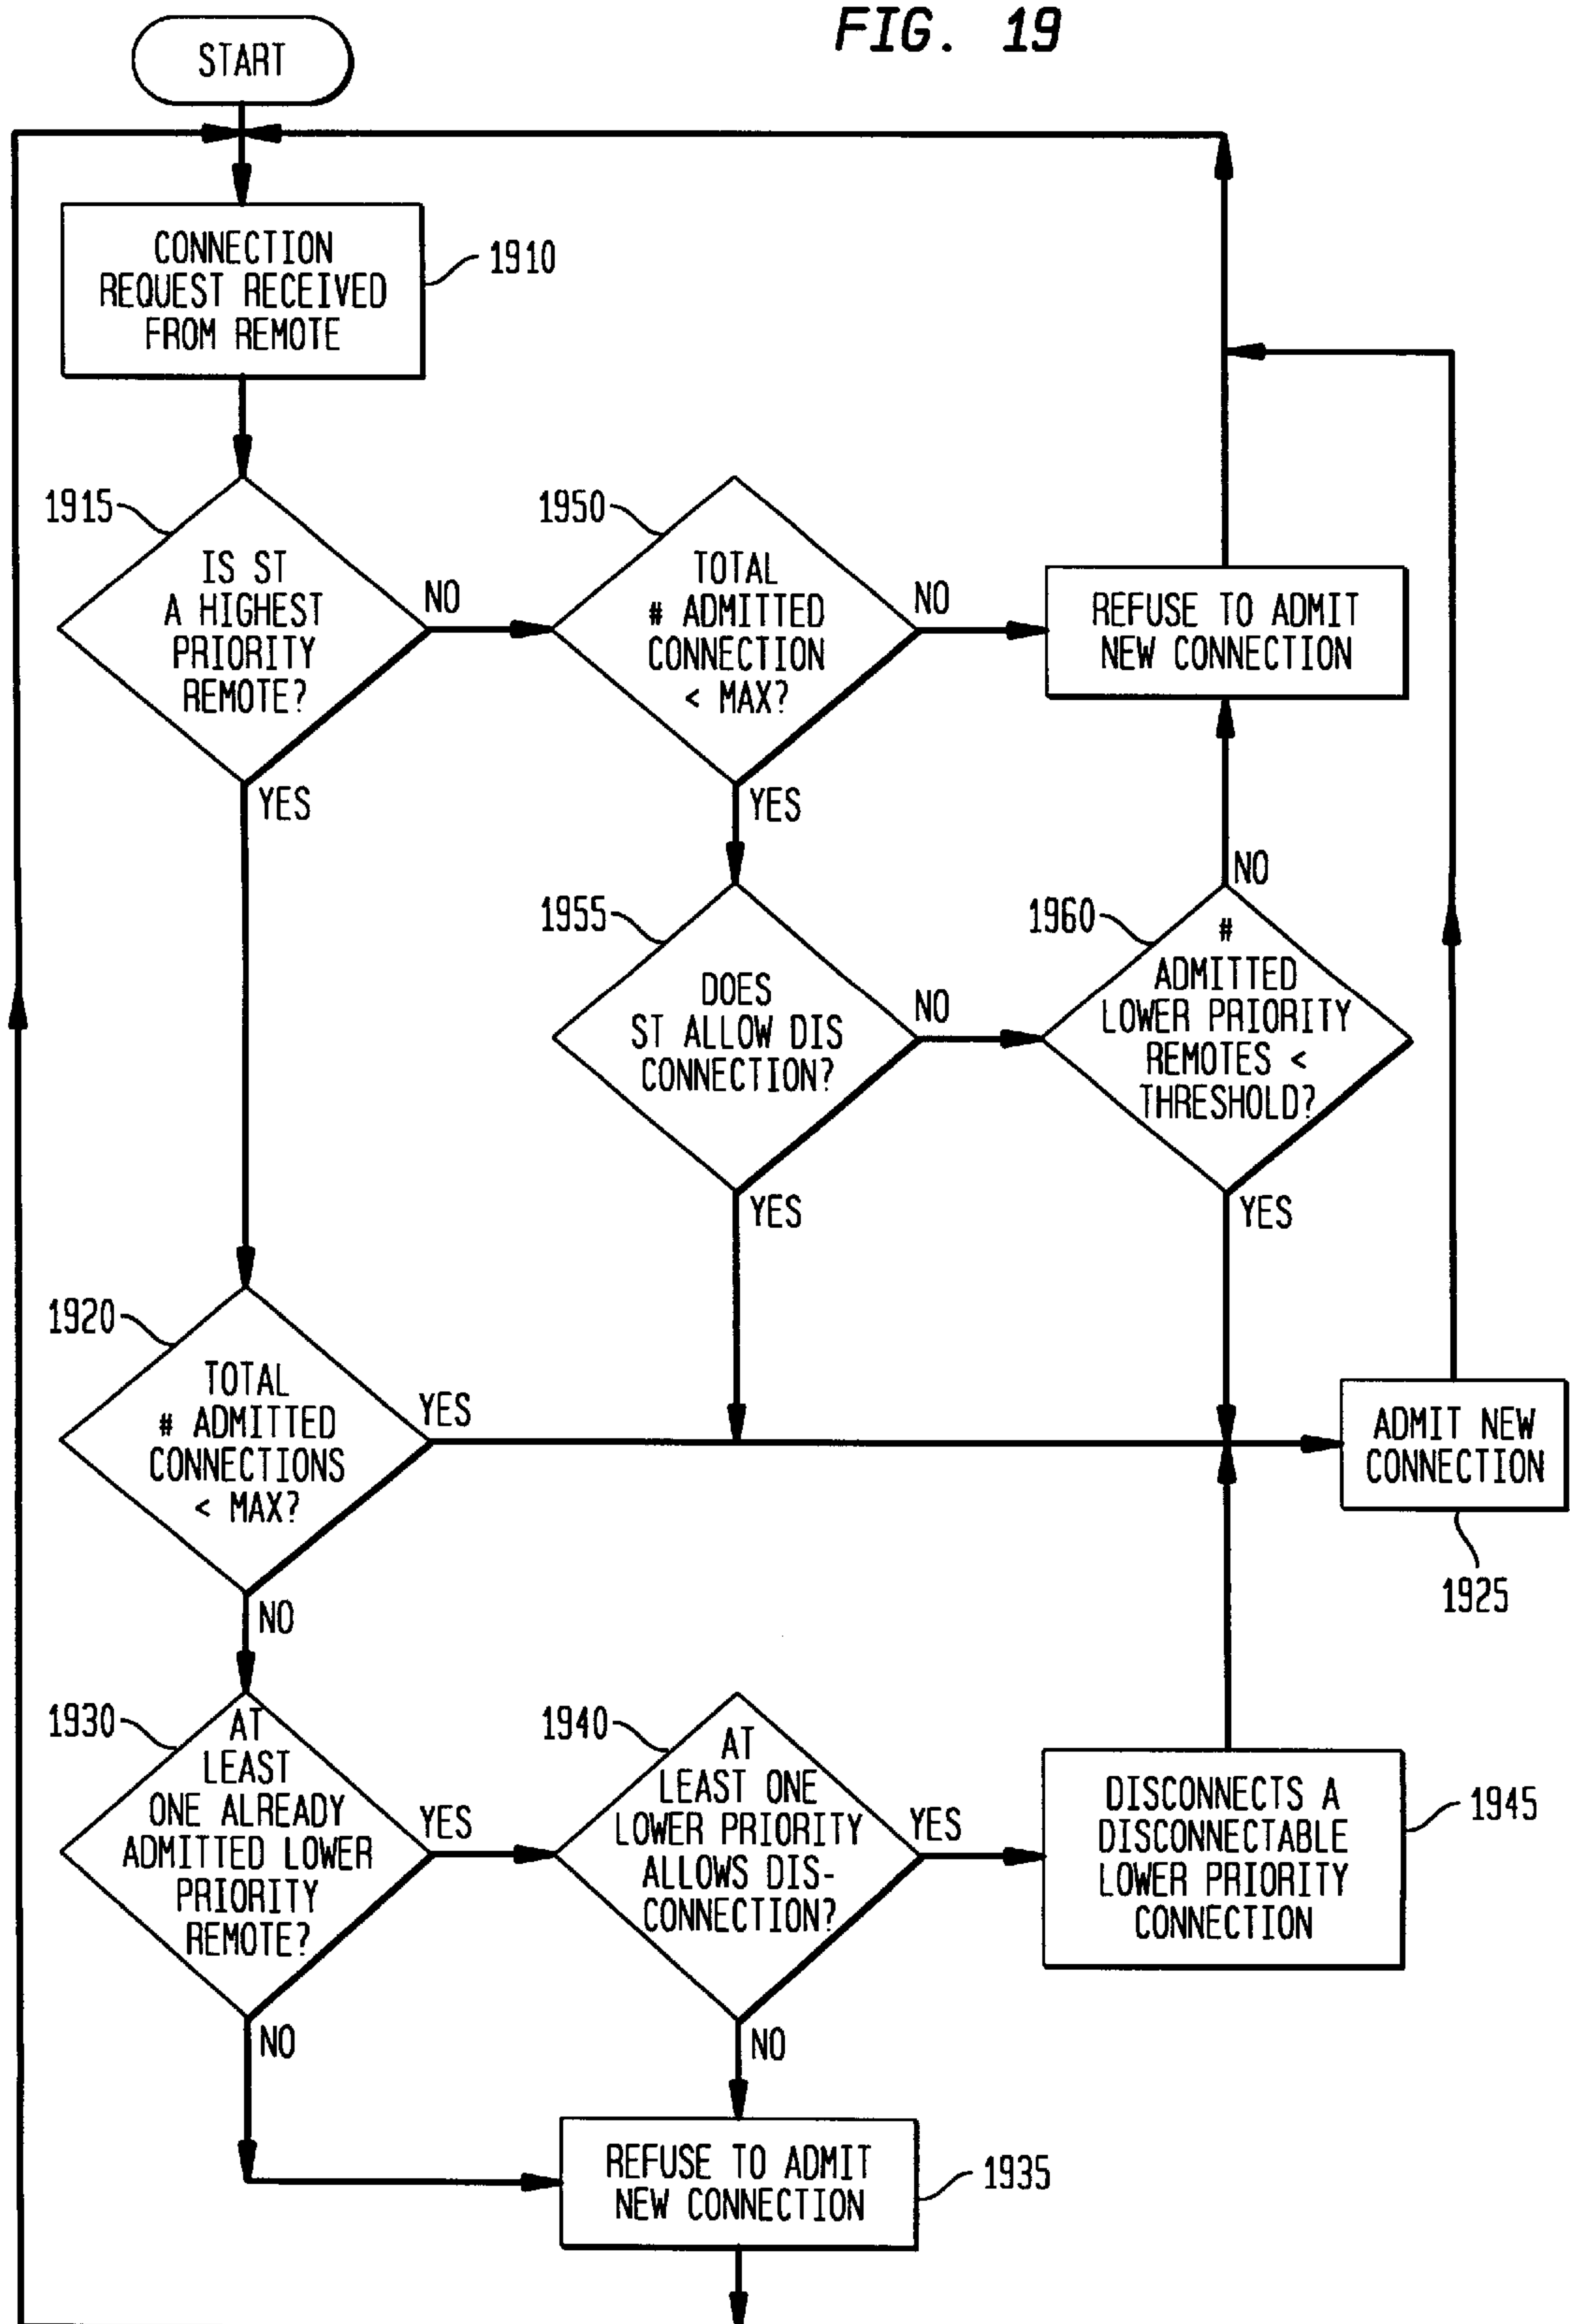 FIG. 19
START
CONNECTION
REQUEST RECEIVED
FROM REMOTE
1910
1915
IS ST
A HIGHEST
PRIORITY
REMOTE?
NO
YES
1950
TOTAL
# ADMITTED
CONNECTION
< MAX?
NO
YES
REFUSE TO ADMIT
NEW CONNECTION
1955
DOES
ST ALLOW DIS
CONNECTION?
NO
YES
1960
#
ADMITTED
LOWER PRIORITY
REMOTES <
THRESHOLD?
NO
YES
1920
TOTAL
# ADMITTED
CONNECTIONS
< MAX?
YES
NO
ADMIT NEW
CONNECTION
1925
1930
AT
LEAST
ONE ALREADY
ADMITTED LOWER
PRIORITY
REMOTE?
YES
NO
1940
AT
LEAST ONE
LOWER PRIORITY
ALLOWS DIS-
CONNECTION?
YES
NO
DISCONNECTS A
DISCONNECTABLE
LOWER PRIORITY
CONNECTION
1945
REFUSE TO ADMIT
NEW CONNECTION
1935